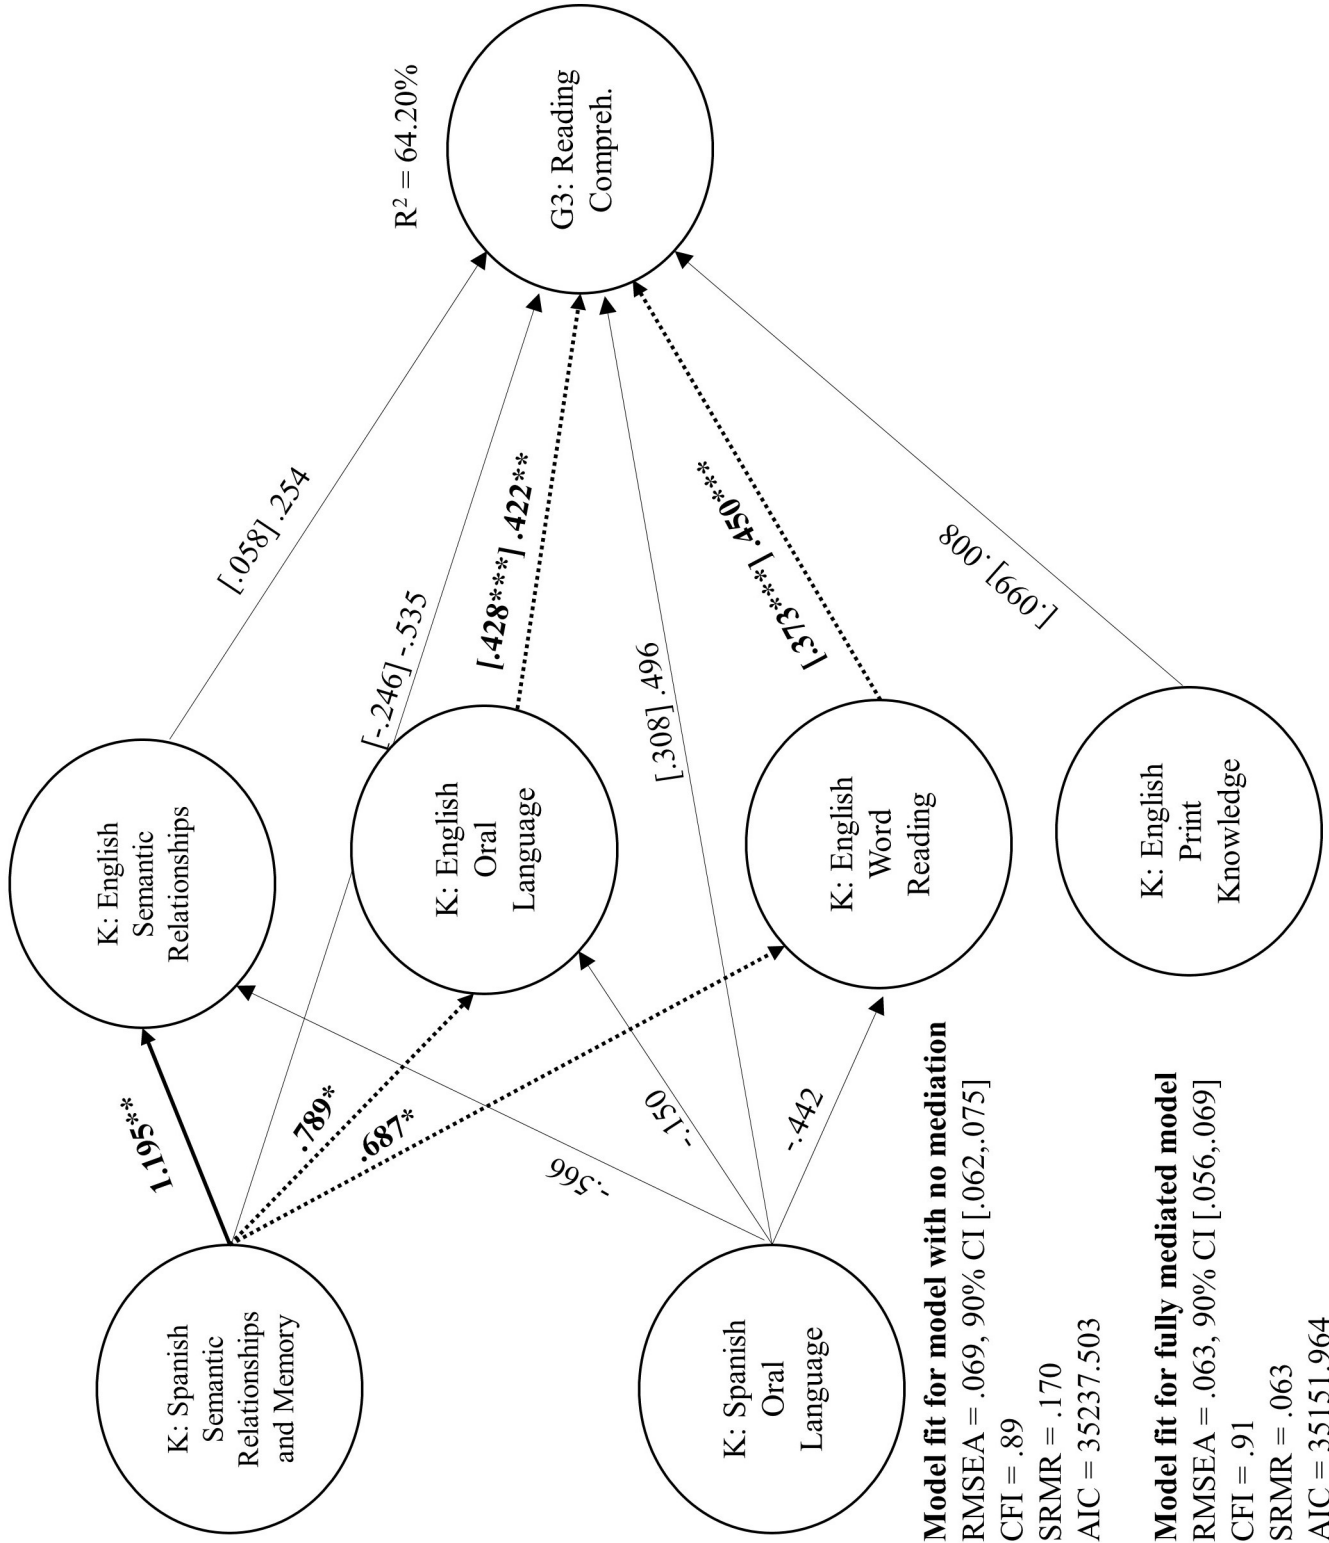 K: Spanish
Semantic
Relationships
and Memory
K: Spanish
Oral
Language
1.195**
.789*
.687*
-.566
-.150
-.442
K: English
Semantic
Relationships
K: English
Oral
Language
K: English
Word
Reading
K: English
Print
Knowledge
[.058] .254
[-.246] -.535
[.428***] .422**
[.308] .496
[.373***] .450***
[.099] .008
R² = 64.20%
G3: Reading
Compreh.
Model fit for model with no mediation
RMSEA = .069, 90% CI [.062,.075]
CFI = .89
SRMR = .170
AIC = 35237.503
Model fit for fully mediated model
RMSEA = .063, 90% CI [.056,.069]
CFI = .91
SRMR = .063
AIC = 35151.964